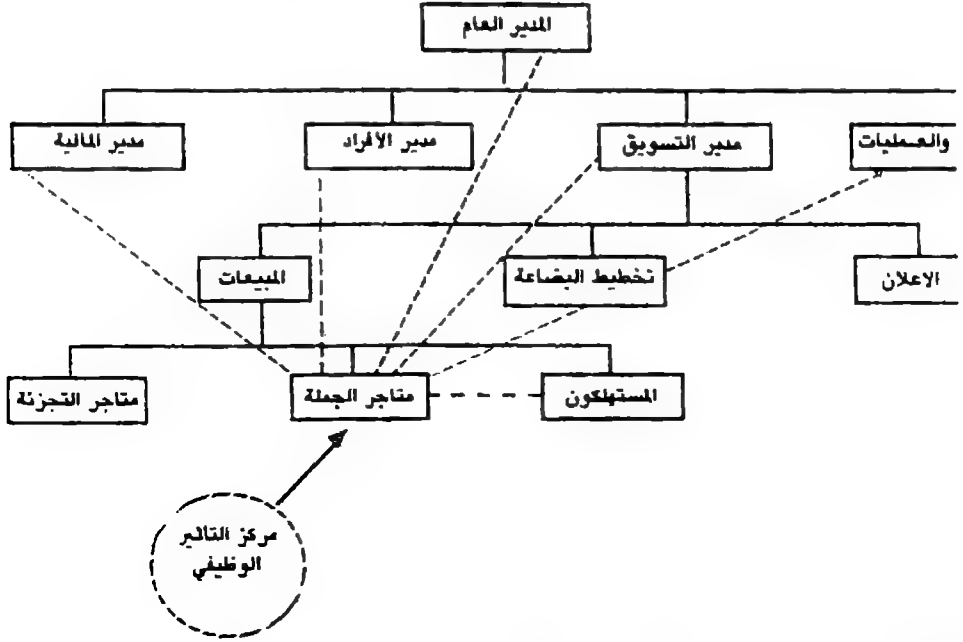 المدير العام
والعمليات
مدير التسويق
مدير الأفراد
مدير المالية
الاعلان
تخطيط البضاعة
المبيعات
المستهلكون
متاجر الجملة
متاجر التجزئة
مركز التأثير
الوظيفي